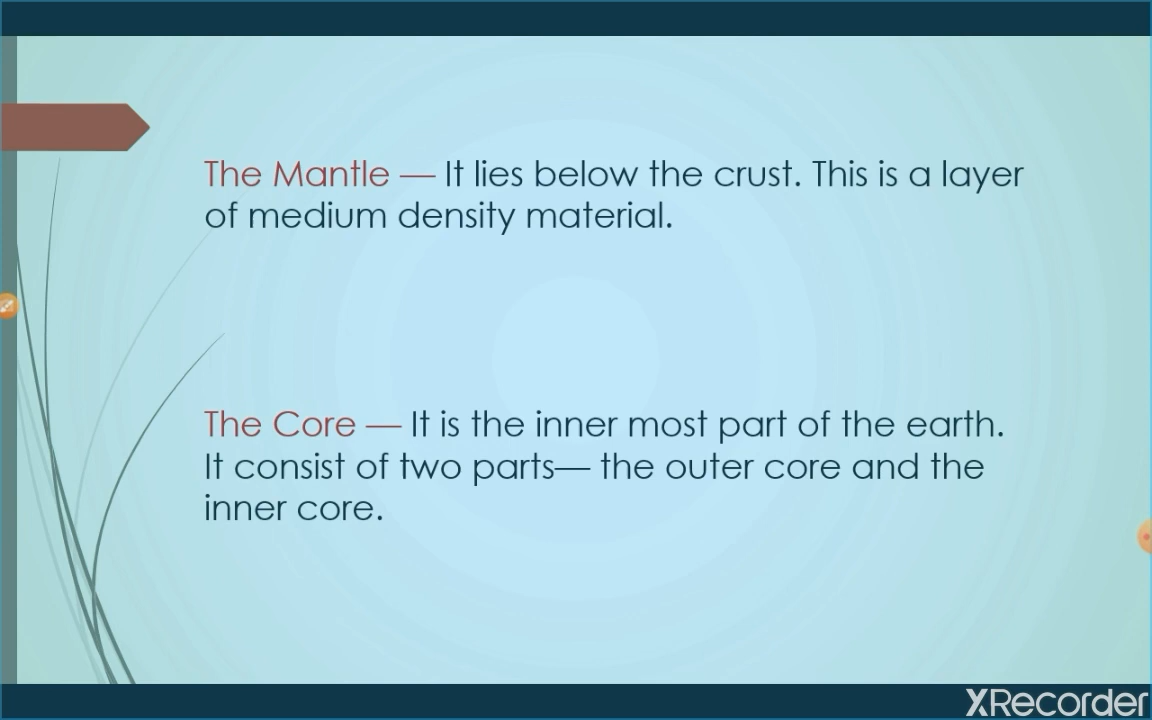 The Mantle — It lies below the crust. This is a layer
of medium density material.
The Core — It is the inner most part of the earth.
It consist of two parts— the outer core and the
inner core.
XRecorder